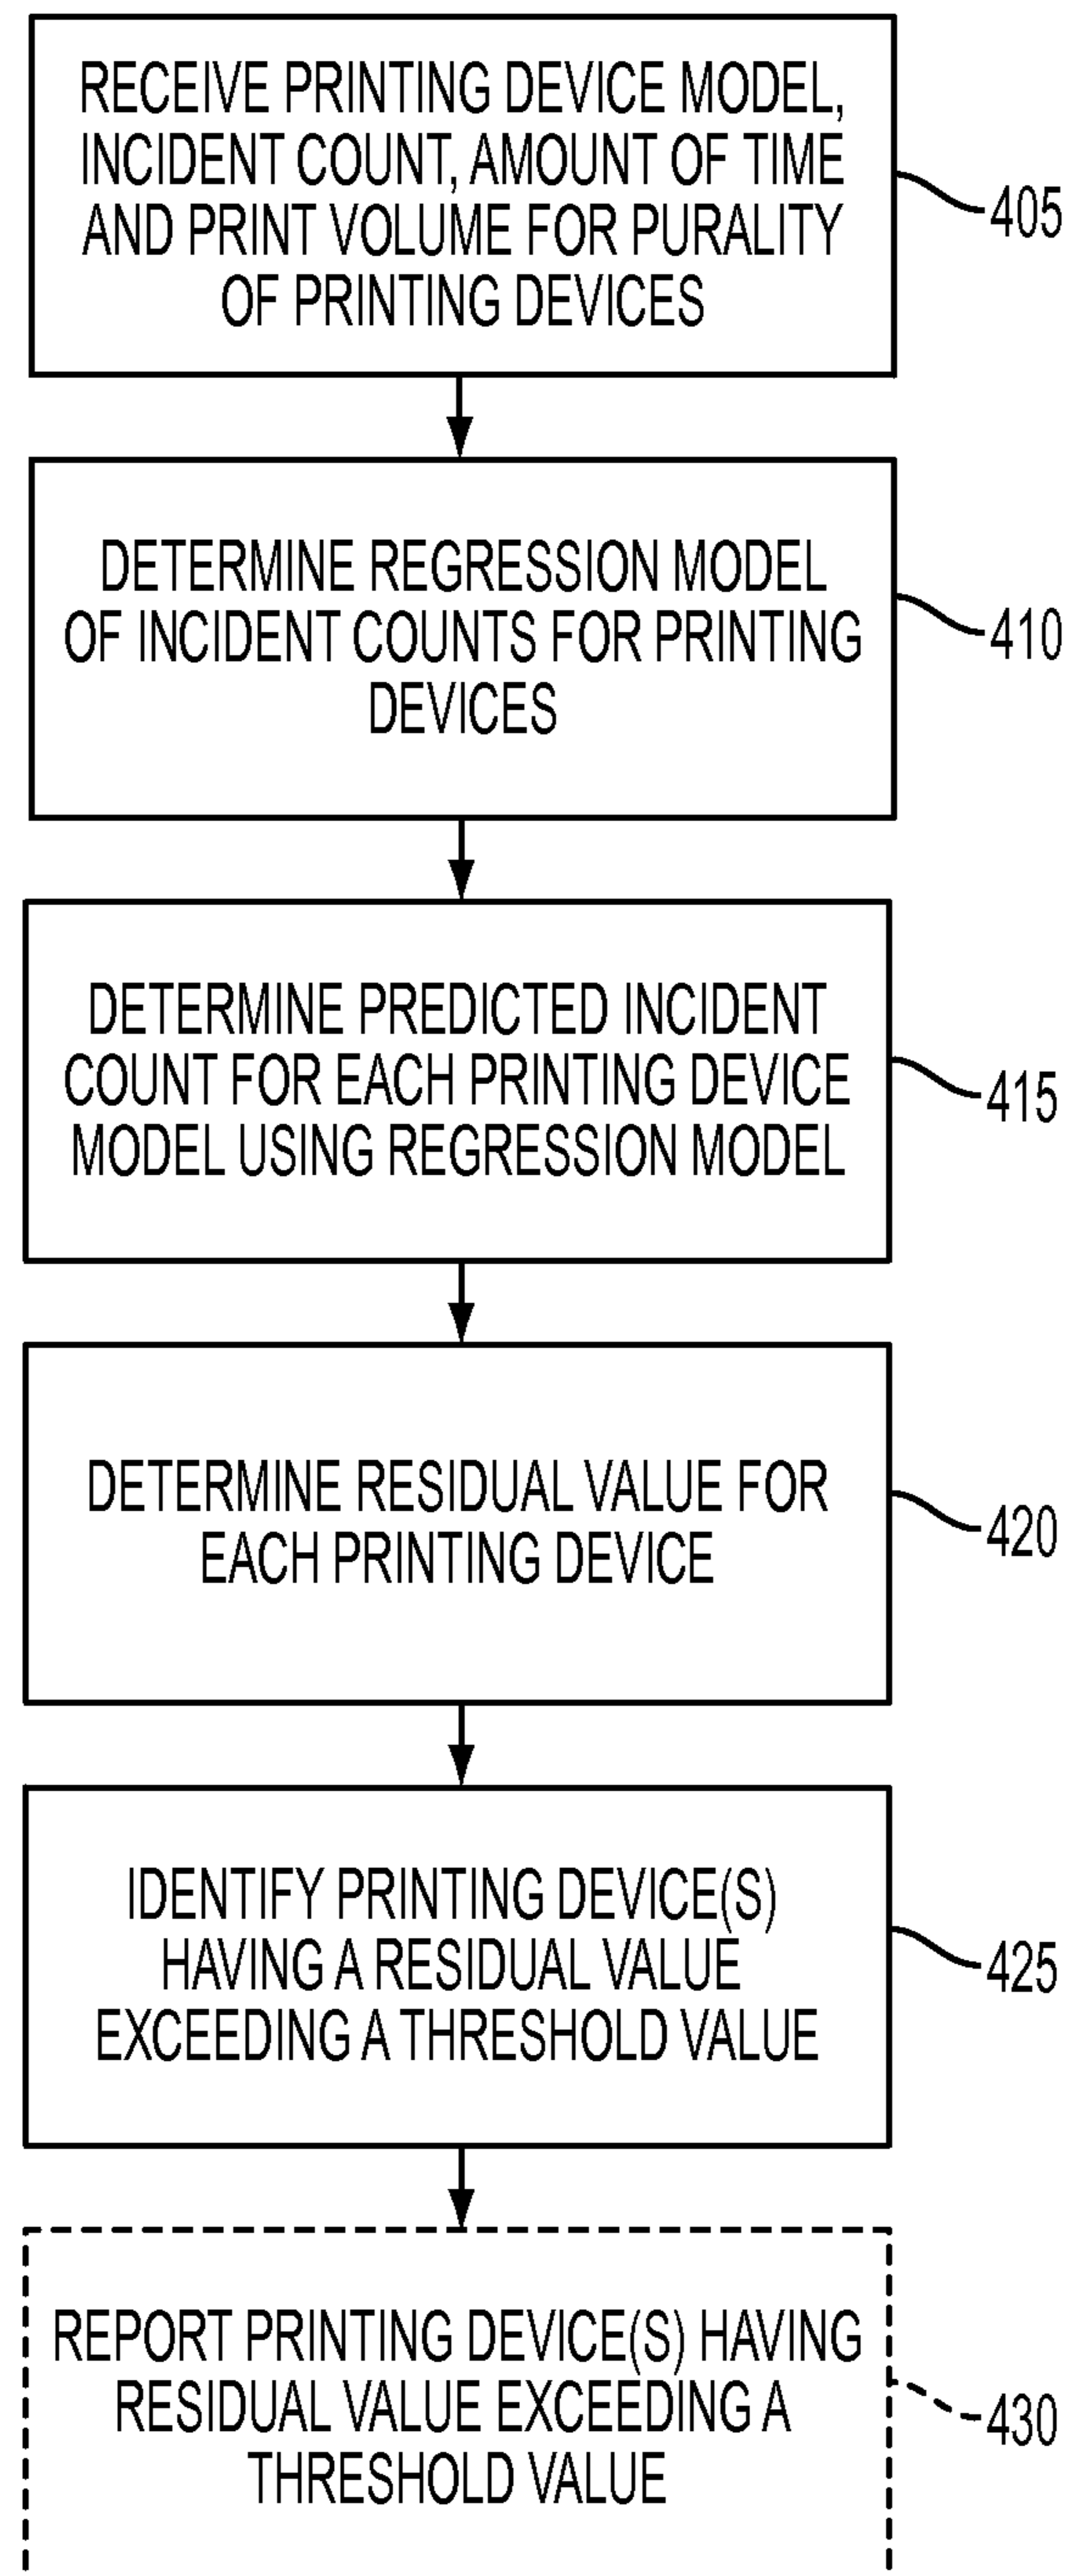 RECEIVE PRINTING DEVICE MODEL,
INCIDENT COUNT, AMOUNT OF TIME
AND PRINT VOLUME FOR PURALITY
OF PRINTING DEVICES
405
DETERMINE REGRESSION MODEL
OF INCIDENT COUNTS FOR PRINTING
DEVICES
410
DETERMINE PREDICTED INCIDENT
COUNT FOR EACH PRINTING DEVICE
MODEL USING REGRESSION MODEL
415
DETERMINE RESIDUAL VALUE FOR
EACH PRINTING DEVICE
420
IDENTIFY PRINTING DEVICE(S)
HAVING A RESIDUAL VALUE
EXCEEDING A THRESHOLD VALUE
425
REPORT PRINTING DEVICE(S) HAVING
RESIDUAL VALUE EXCEEDING A
THRESHOLD VALUE
430